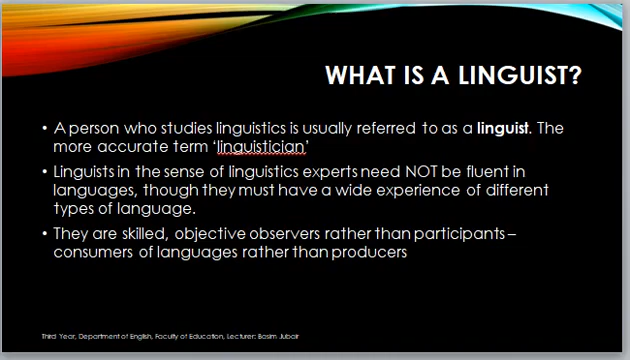 WHAT IS A LINGUIST?
• A person who studies linguistics is usually referred to as a linguist. The
more accurate term ‘linguistician’
• Linguists in the sense of linguistics experts need NOT be fluent in
languages, though they must have a wide experience of different
types of language.
• They are skilled, objective observers rather than participants –
consumers of languages rather than producers
Third Year, Department of English, Faculty of Education, Lecturer: Basim Jubair